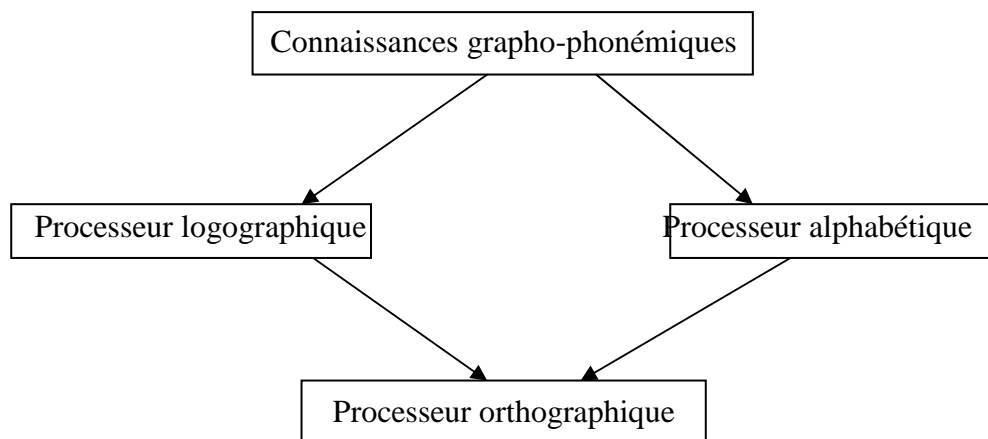 Connaissances grapho-phonémiques
Processeur logographique
Processeur alphabétique
Processeur orthographique